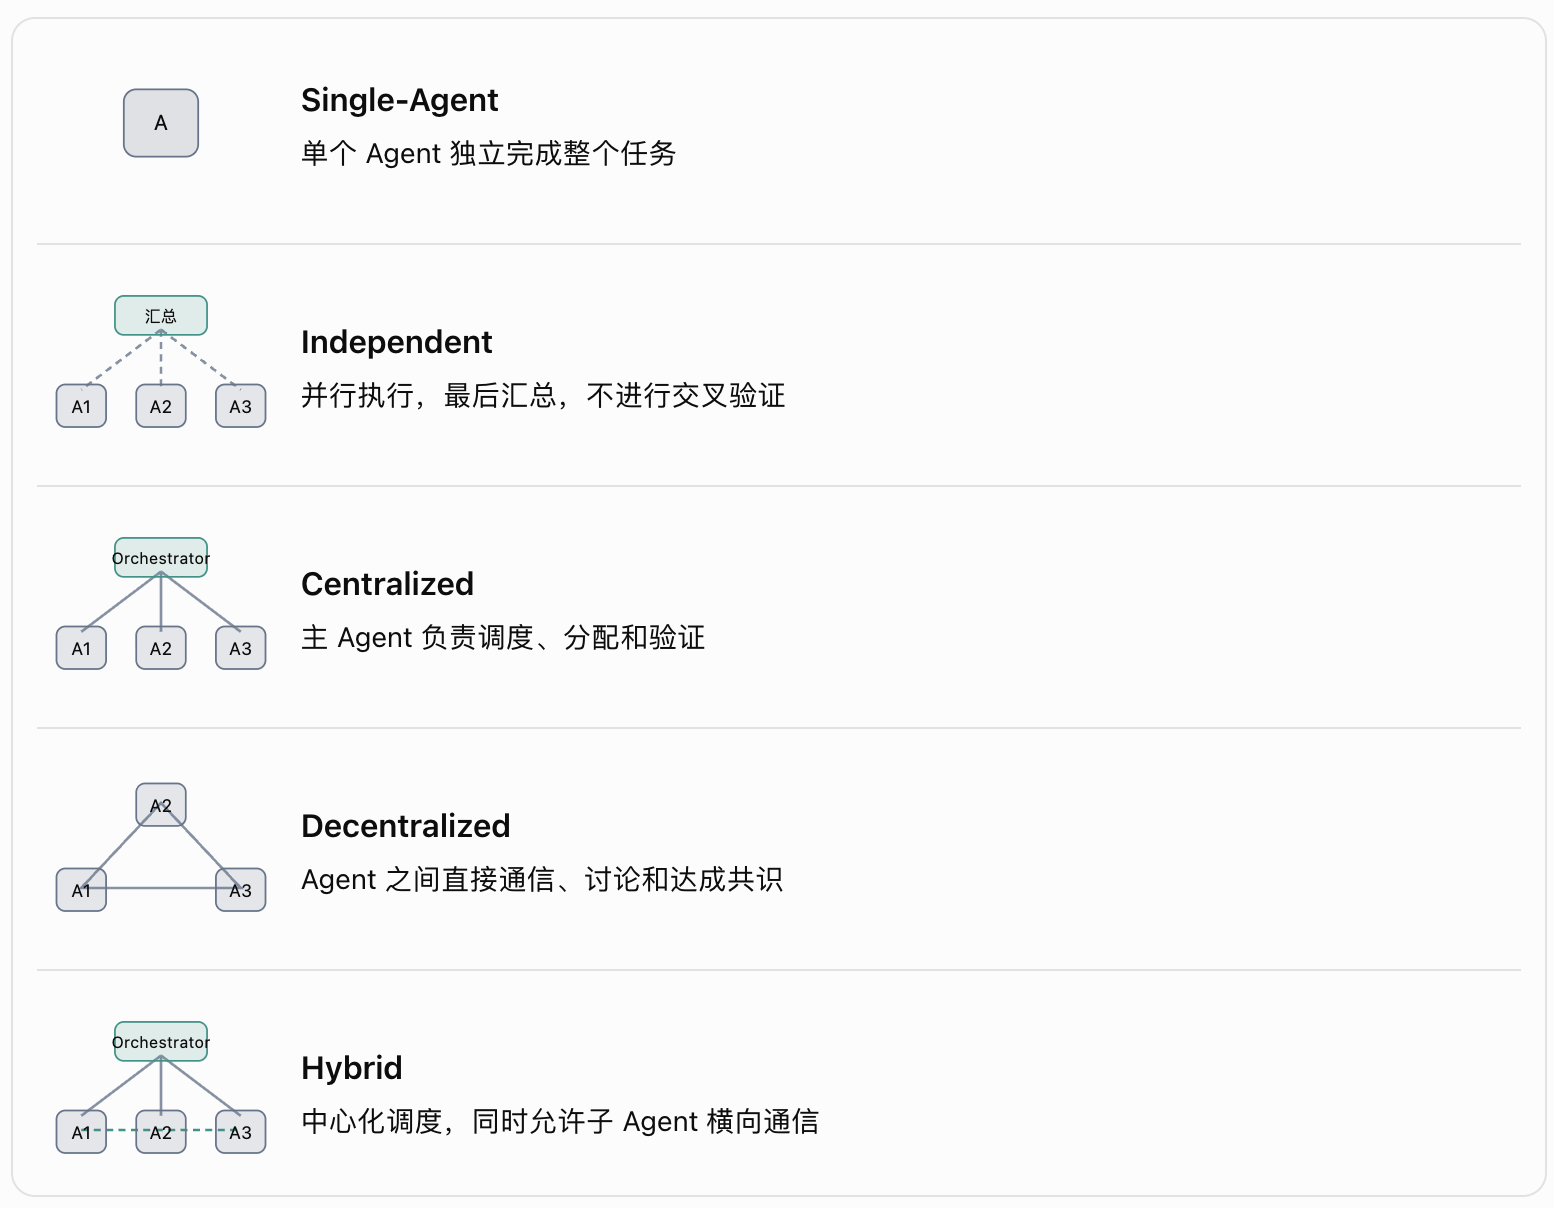 A
Single-Agent
单个 Agent 独立完成整个任务
汇总
A1 A2 A3
Independent
并行执行，最后汇总，不进行交叉验证
Orchestrator
A1 A2 A3
Centralized
主 Agent 负责调度、分配和验证
A2
A1 A3
Decentralized
Agent 之间直接通信、讨论和达成共识
Orchestrator
A1 A2 A3
Hybrid
中心化调度，同时允许子 Agent 横向通信